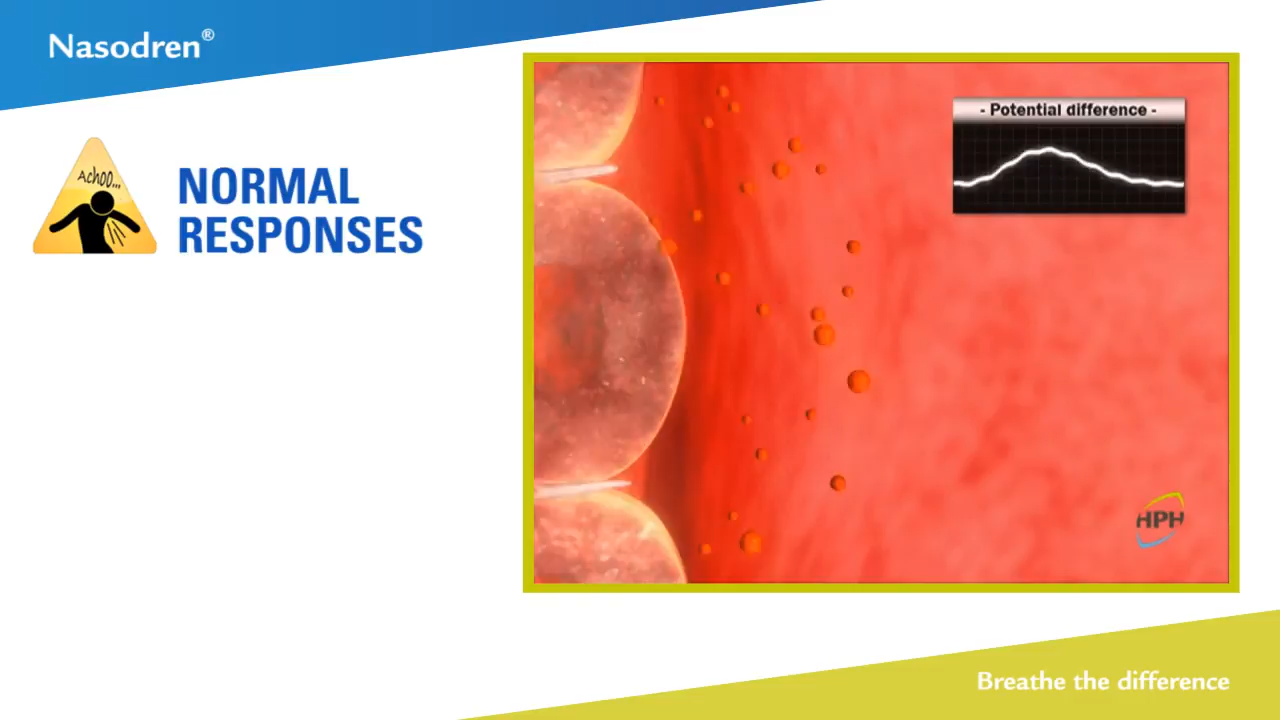 Nasodren®
Achoo...
NORMAL
RESPONSES
- Potential difference -
HPH
Breathe the difference